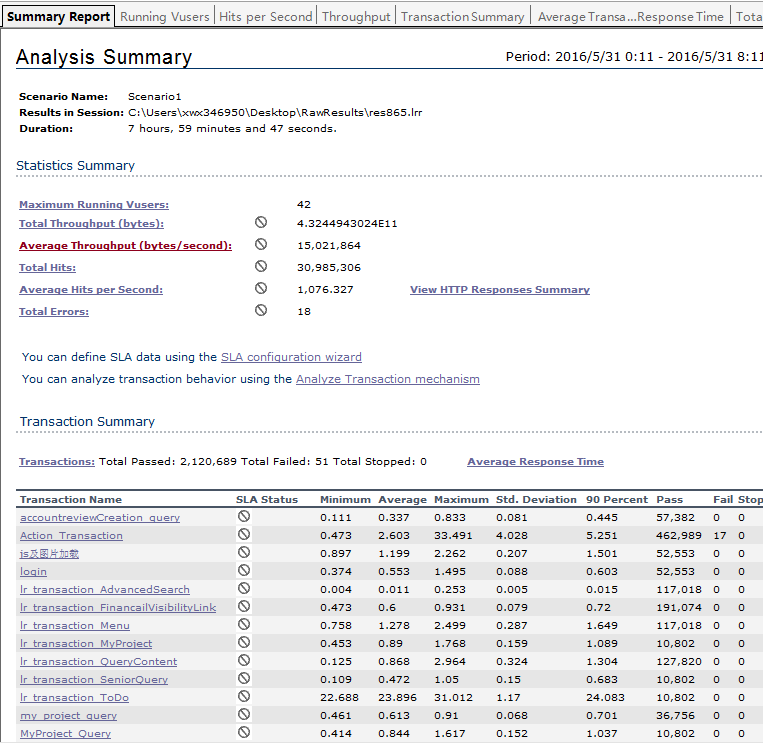 Summary Report Running Vusers Hits per Second Throughput Transaction Summary Average Transa...Response Time Tota
Analysis Summary Period: 2016/5/31 0:11 - 2016/5/31 8:11
Scenario Name: Scenario1
Results in Session: C:\Users\xwx346950\Desktop\RawResults\res865.lrr
Duration: 7 hours, 59 minutes and 47 seconds.
Statistics Summary
Maximum Running Vusers: 42
Total Throughput (bytes): 4.3244943024E11
Average Throughput (bytes/second): 15,021,864
Total Hits: 30,985,306
Average Hits per Second: 1,076.327 View HTTP Responses Summary
Total Errors: 18
You can define SLA data using the SLA configuration wizard
You can analyze transaction behavior using the Analyze Transaction mechanism
Transaction Summary
Transactions: Total Passed: 2,120,689 Total Failed: 51 Total Stopped: 0 Average Response Time
Transaction Name SLA Status Minimum Average Maximum Std. Deviation 90 Percent Pass Fail Stop
accountreviewCreation_query 0.111 0.337 0.833 0.081 0.445 57,382 0 0
Action_Transaction 0.473 2.603 33.491 4.028 5.251 462,989 17 0
js及图片加载 0.897 1.199 2.262 0.207 1.501 52,553 0 0
login 0.374 0.553 1.495 0.088 0.603 52,553 0 0
lr_transaction_AdvancedSearch 0.004 0.011 0.253 0.005 0.015 117,018 0 0
lr_transaction_FinancailVisibilityLink 0.473 0.6 0.931 0.079 0.72 191,074 0 0
lr_transaction_Menu 0.758 1.278 2.499 0.287 1.649 117,018 0 0
lr_transaction_MyProject 0.453 0.89 1.768 0.159 1.089 10,802 0 0
lr_transaction_QueryContent 0.125 0.868 2.964 0.324 1.304 127,820 0 0
lr_transaction_SeniorQuery 0.109 0.472 1.05 0.15 0.683 10,802 0 0
lr_transaction_ToDo 22.688 23.896 31.012 1.17 24.083 10,802 0 0
my_project_query 0.461 0.613 0.91 0.068 0.701 36,756 0 0
MyProject_Query 0.414 0.844 1.617 0.152 1.037 10,802 0 0